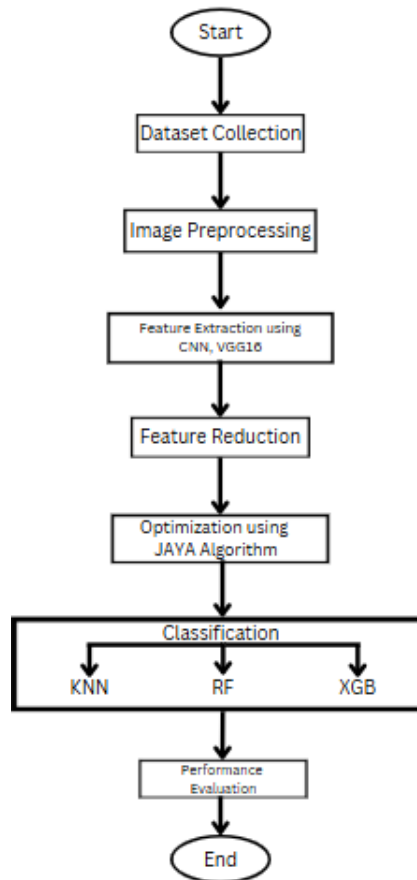 Start
Dataset Collection
Image Preprocessing
Feature Extraction using
CNN, VGG16
Feature Reduction
Optimization using
JAYA Algorithm
Classification
KNN RF XGB
Performance
Evaluation
End